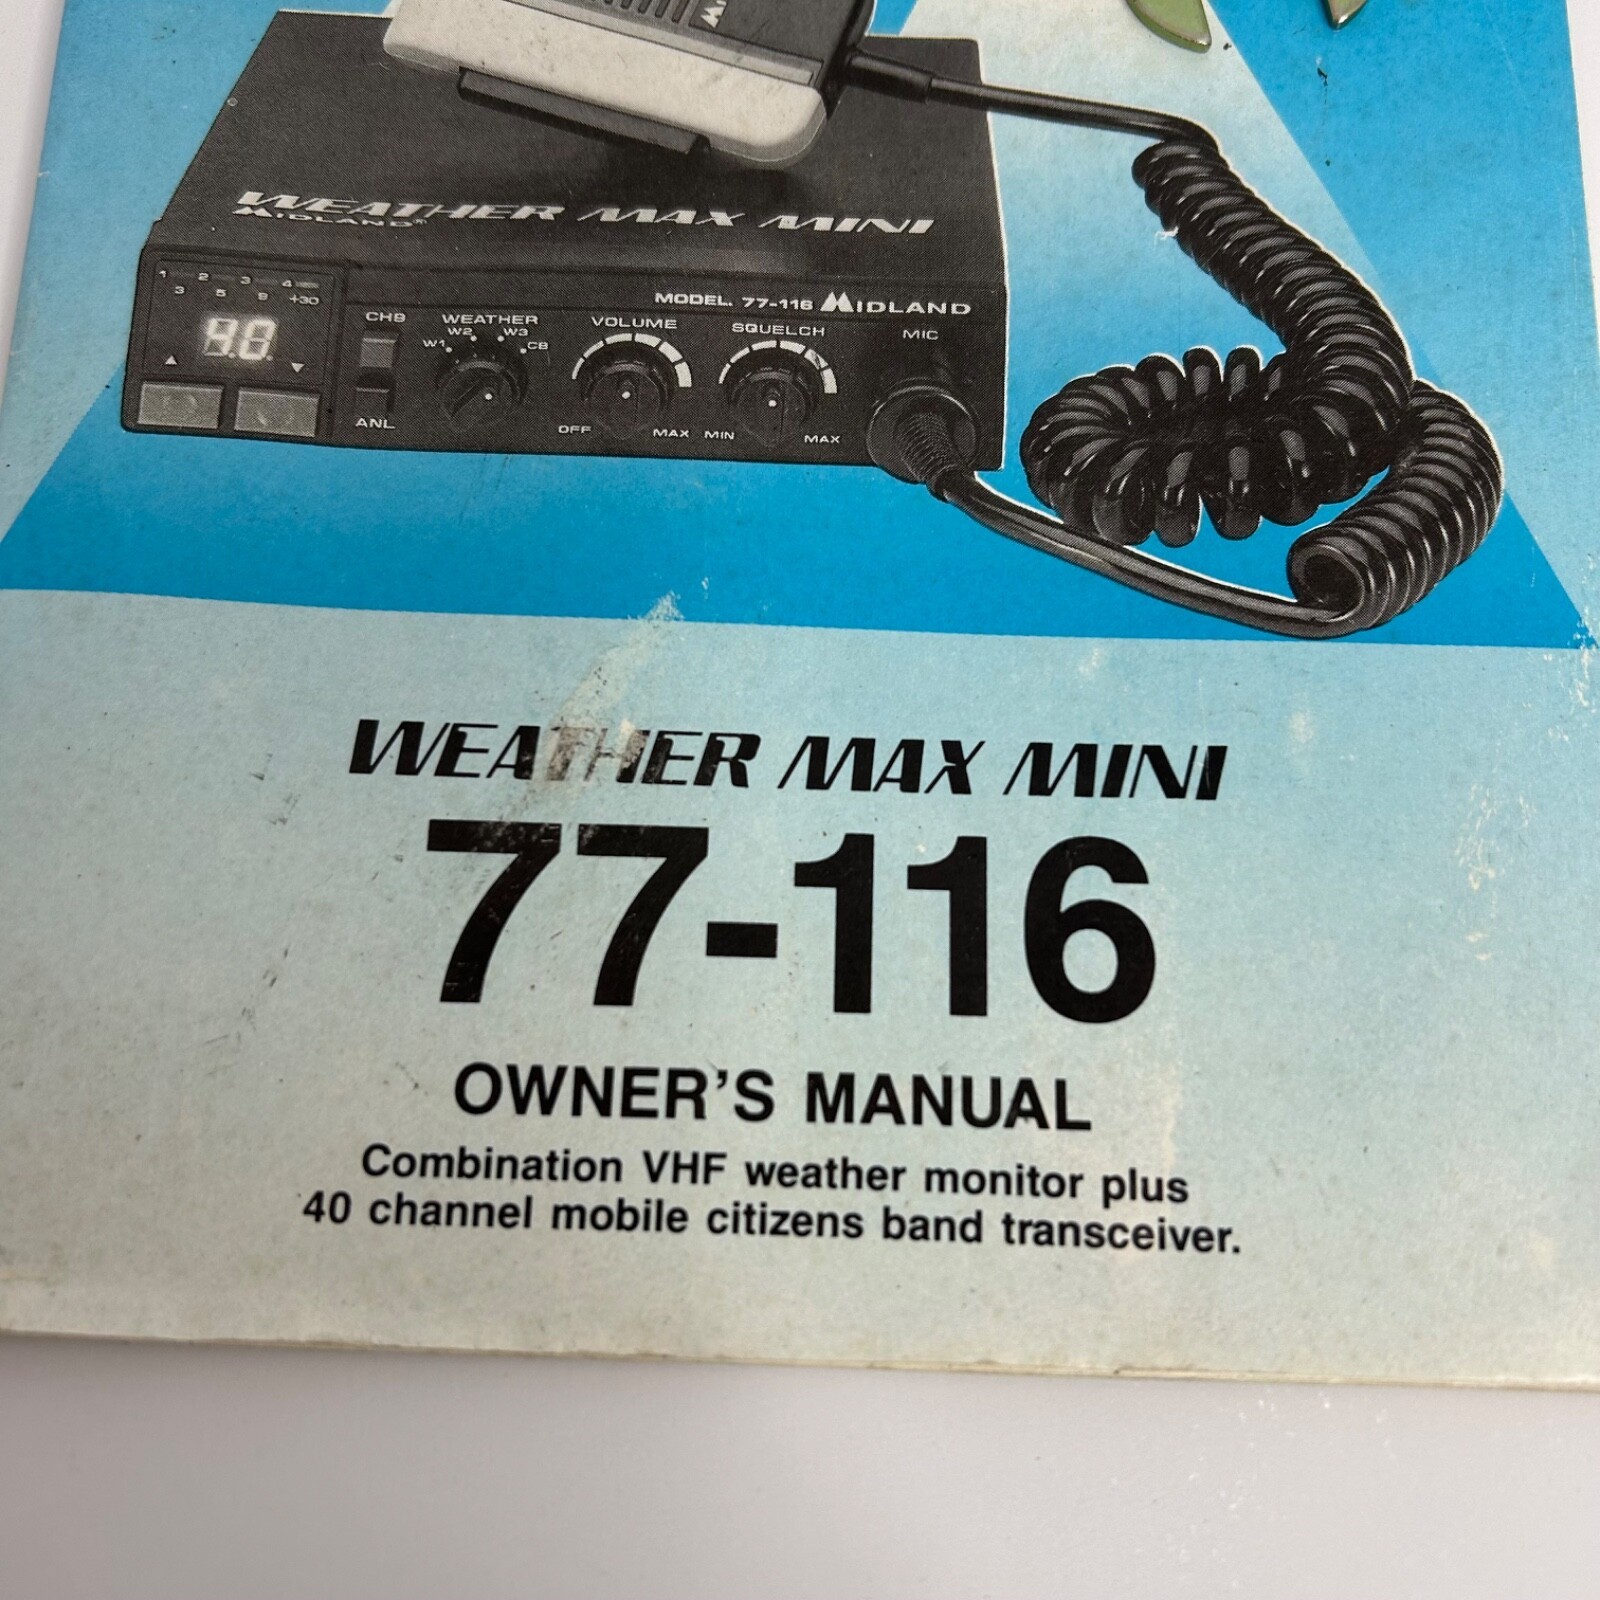 WEATHER MAX MINI
MIDLAND®
MODEL. 77-116 MIDLAND
1 2 3 4
3 5 9 +30
CH9
WEATHER
W1 W2 W3 CB
VOLUME
SQUELCH
MIC
ANL
OFF MAX
MIN MAX
WEATHER MAX MINI
77-116
OWNER'S MANUAL
Combination VHF weather monitor plus
40 channel mobile citizens band transceiver.